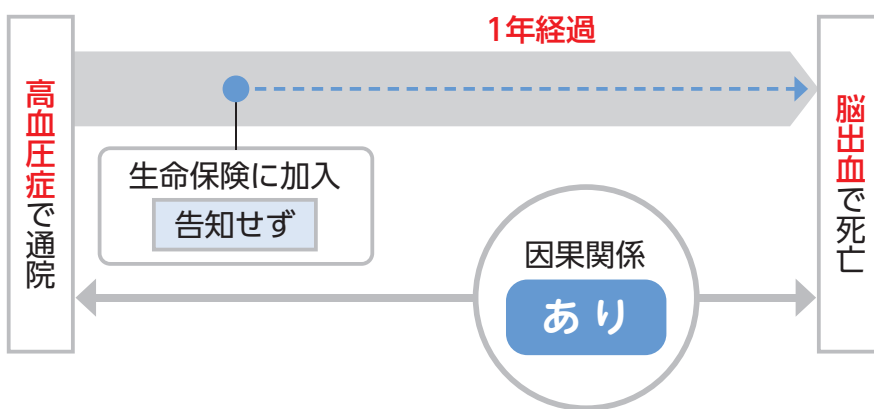 高血圧症で通院
1年経過
生命保険に加入
告知せず
因果関係
あり
脳出血で死亡